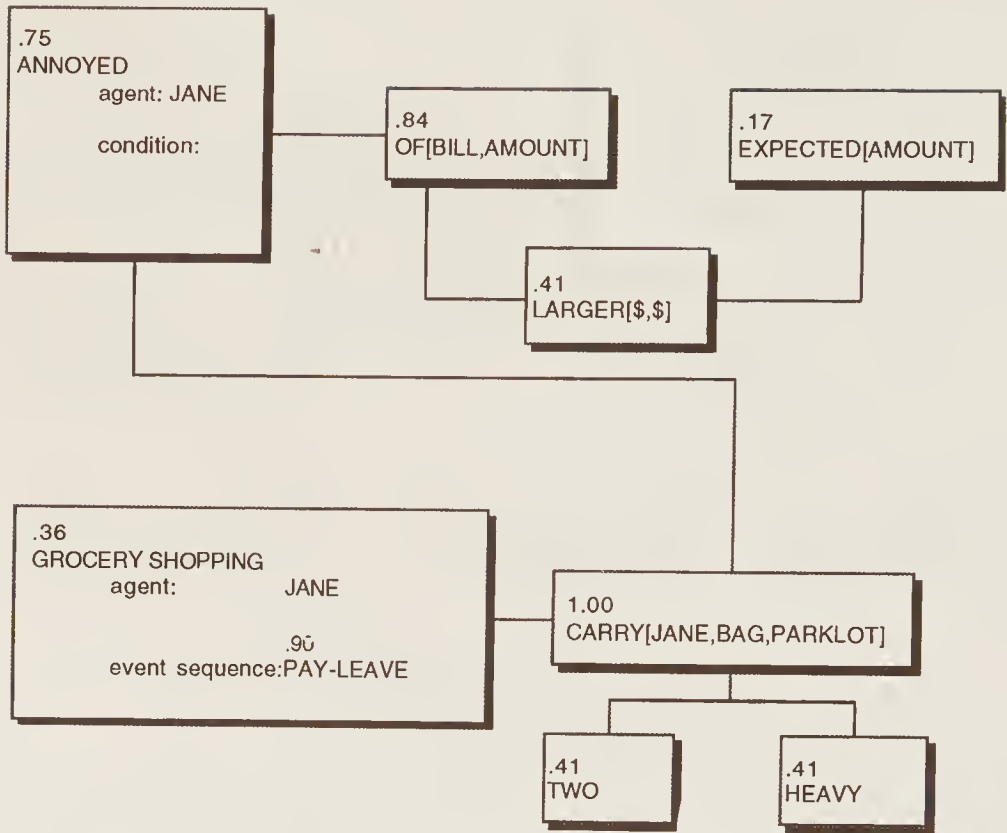 .75
ANNOYED
agent: JANE
condition:
.84
OF[BILL,AMOUNT]
.17
EXPECTED[AMOUNT]
.41
LARGER[$,$]
.36
GROCERY SHOPPING
agent: JANE
.90
event sequence:PAY-LEAVE
1.00
CARRY[JANE,BAG,PARKLOT]
.41
TWO
.41
HEAVY